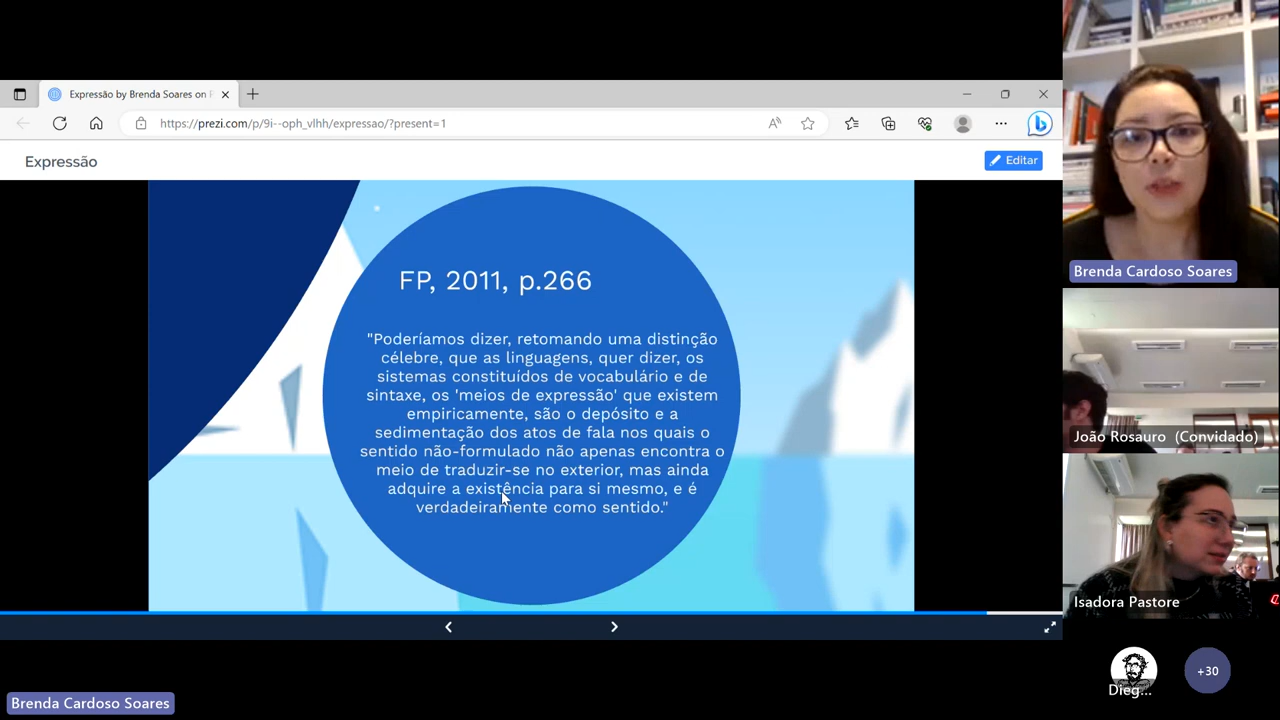 Expressão by Brenda Soares on P
https://prezi.com/p/9i--oph_vlhh/expressao/?present=1
Expressão
Editar
FP, 2011, p.266
"Poderíamos dizer, retomando uma distinção
célebre, que as linguagens, quer dizer, os
sistemas constituídos de vocabulário e de
sintaxe, os 'meios de expressão' que existem
empiricamente, são o depósito e a
sedimentação dos atos de fala nos quais o
sentido não-formulado não apenas encontra o
meio de traduzir-se no exterior, mas ainda
adquire a existência para si mesmo, e é
verdadeiramente como sentido."
Brenda Cardoso Soares
João Rosauro (Convidado)
Isadora Pastore
Dieg...
+30
Brenda Cardoso Soares